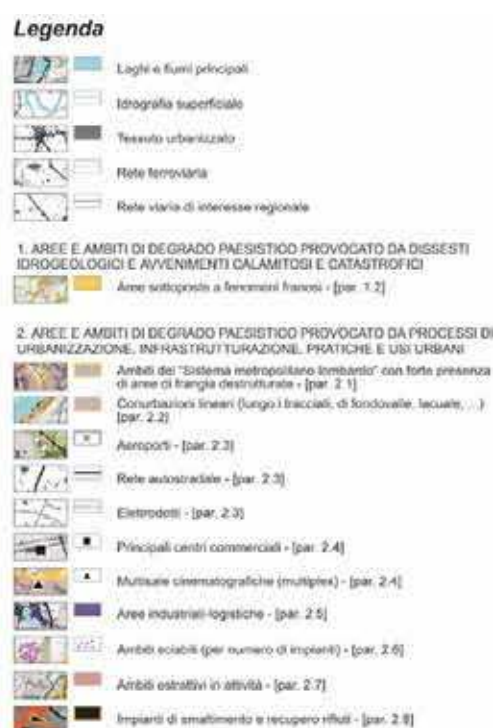 Legenda
Laghi e fiumi principali
Idrografia superficiale
Tessuto urbanizzato
Rete ferroviaria
Rete viaria di interesse regionale
1. AREE E AMBITI DI DEGRADO PAESISTICO PROVOCATO DA DISSESTI
IDROGEOLOGICI E AVVENIMENTI CALAMITOSI E CATASTROFICI
Aree sottoposte a fenomeni franosi - [par. 1.2]
2. AREE E AMBITI DI DEGRADO PAESISTICO PROVOCATO DA PROCESSI DI
URBANIZZAZIONE, INFRASTRUTTURAZIONE, PRATICHE E USI URBANI
Ambiti del "Sistema metropolitano lombardo" con forte presenza
di aree di frangia destrutturate - [par. 2.1]
Conurbazioni lineari (lungo i tracciati, di fondovalle, lacuale, ...)
[par. 2.2]
Aeroporti - [par. 2.3]
Rete autostradale - [par. 2.3]
Elettrodotti - [par. 2.3]
Principali centri commerciali - [par. 2.4]
Multisale cinematografiche (multiplex) - [par. 2.4]
Aree industriali-logistiche - [par. 2.5]
Ambiti sciabili (per numero di impianti) - [par. 2.6]
Ambiti estrattivi in attività - [par. 2.7]
Impianti di smaltimento e recupero rifiuti - [par. 2.8]